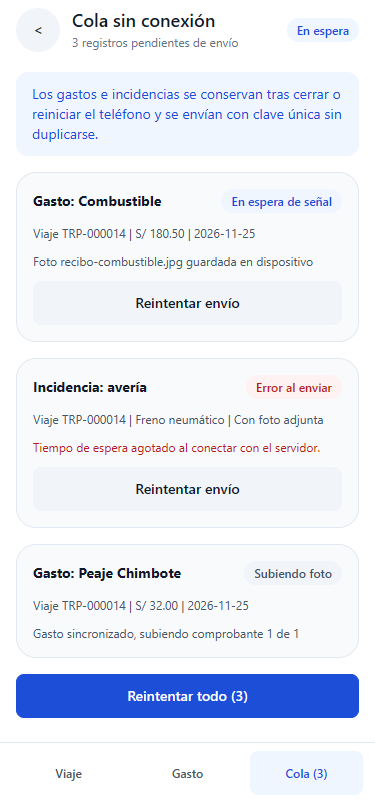 <
Cola sin conexión
3 registros pendientes de envío
En espera
Los gastos e incidencias se conservan tras cerrar o
reiniciar el teléfono y se envían con clave única sin
duplicarse.
Gasto: Combustible
En espera de señal
Viaje TRP-000014 | S/ 180.50 | 2026-11-25
Foto recibo-combustible.jpg guardada en dispositivo
Reintentar envío
Incidencia: avería
Error al enviar
Viaje TRP-000014 | Freno neumático | Con foto adjunta
Tiempo de espera agotado al conectar con el servidor.
Reintentar envío
Gasto: Peaje Chimbote
Subiendo foto
Viaje TRP-000014 | S/ 32.00 | 2026-11-25
Gasto sincronizado, subiendo comprobante 1 de 1
Reintentar todo (3)
Viaje
Gasto
Cola (3)